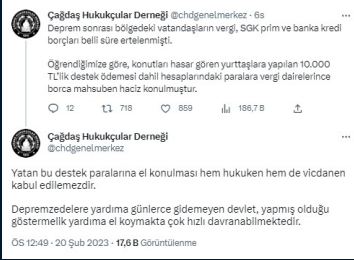 Çağdaş Hukukçular Derneği @chdgenelmerkez · 6s
Deprem sonrası bölgedeki vatandaşların vergi, SGK prim ve banka kredi
borçları belli süre ertelenmişti.
Öğrendiğimize göre, konutları hasar gören yurttaşlara yapılan 10.000
TL'lik destek ödemesi dahil hesaplarındaki paralara vergi dairelerince
borca mahsuben haciz konulmuştur.
12 718 859 186,7 B
Çağdaş Hukukçular Derneği
@chdgenelmerkez
Yatan bu destek paralarına el konulması hem hukuken hem de vicdanen
kabul edilemezdir.
Depremzedelere yardıma günlerce gidemeyen devlet, yapmış olduğu
göstermelik yardıma el koymakta çok hızlı davranabilmektedir.
ÖS 12:49 · 20 Şub 2023 · 17,6 B Görüntülenme